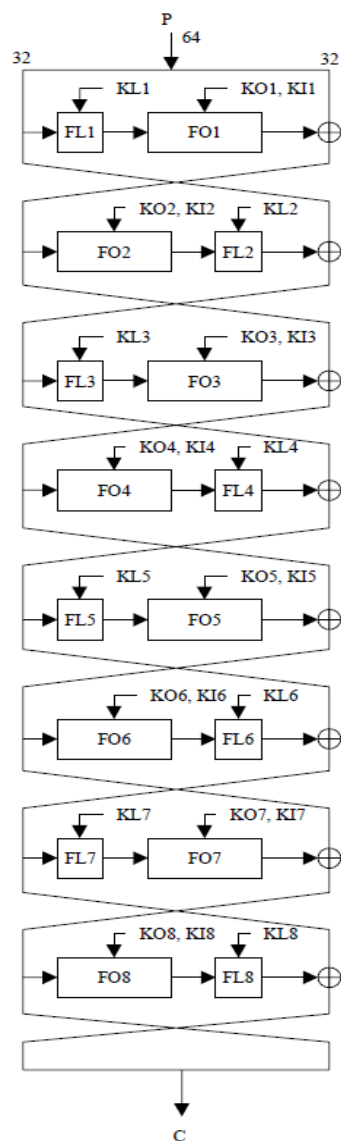 P
64
32 32
KL1 KO1, KI1
FL1 FO1
KO2, KI2 KL2
FO2 FL2
KL3 KO3, KI3
FL3 FO3
KO4, KI4 KL4
FO4 FL4
KL5 KO5, KI5
FL5 FO5
KO6, KI6 KL6
FO6 FL6
KL7 KO7, KI7
FL7 FO7
KO8, KI8 KL8
FO8 FL8
C